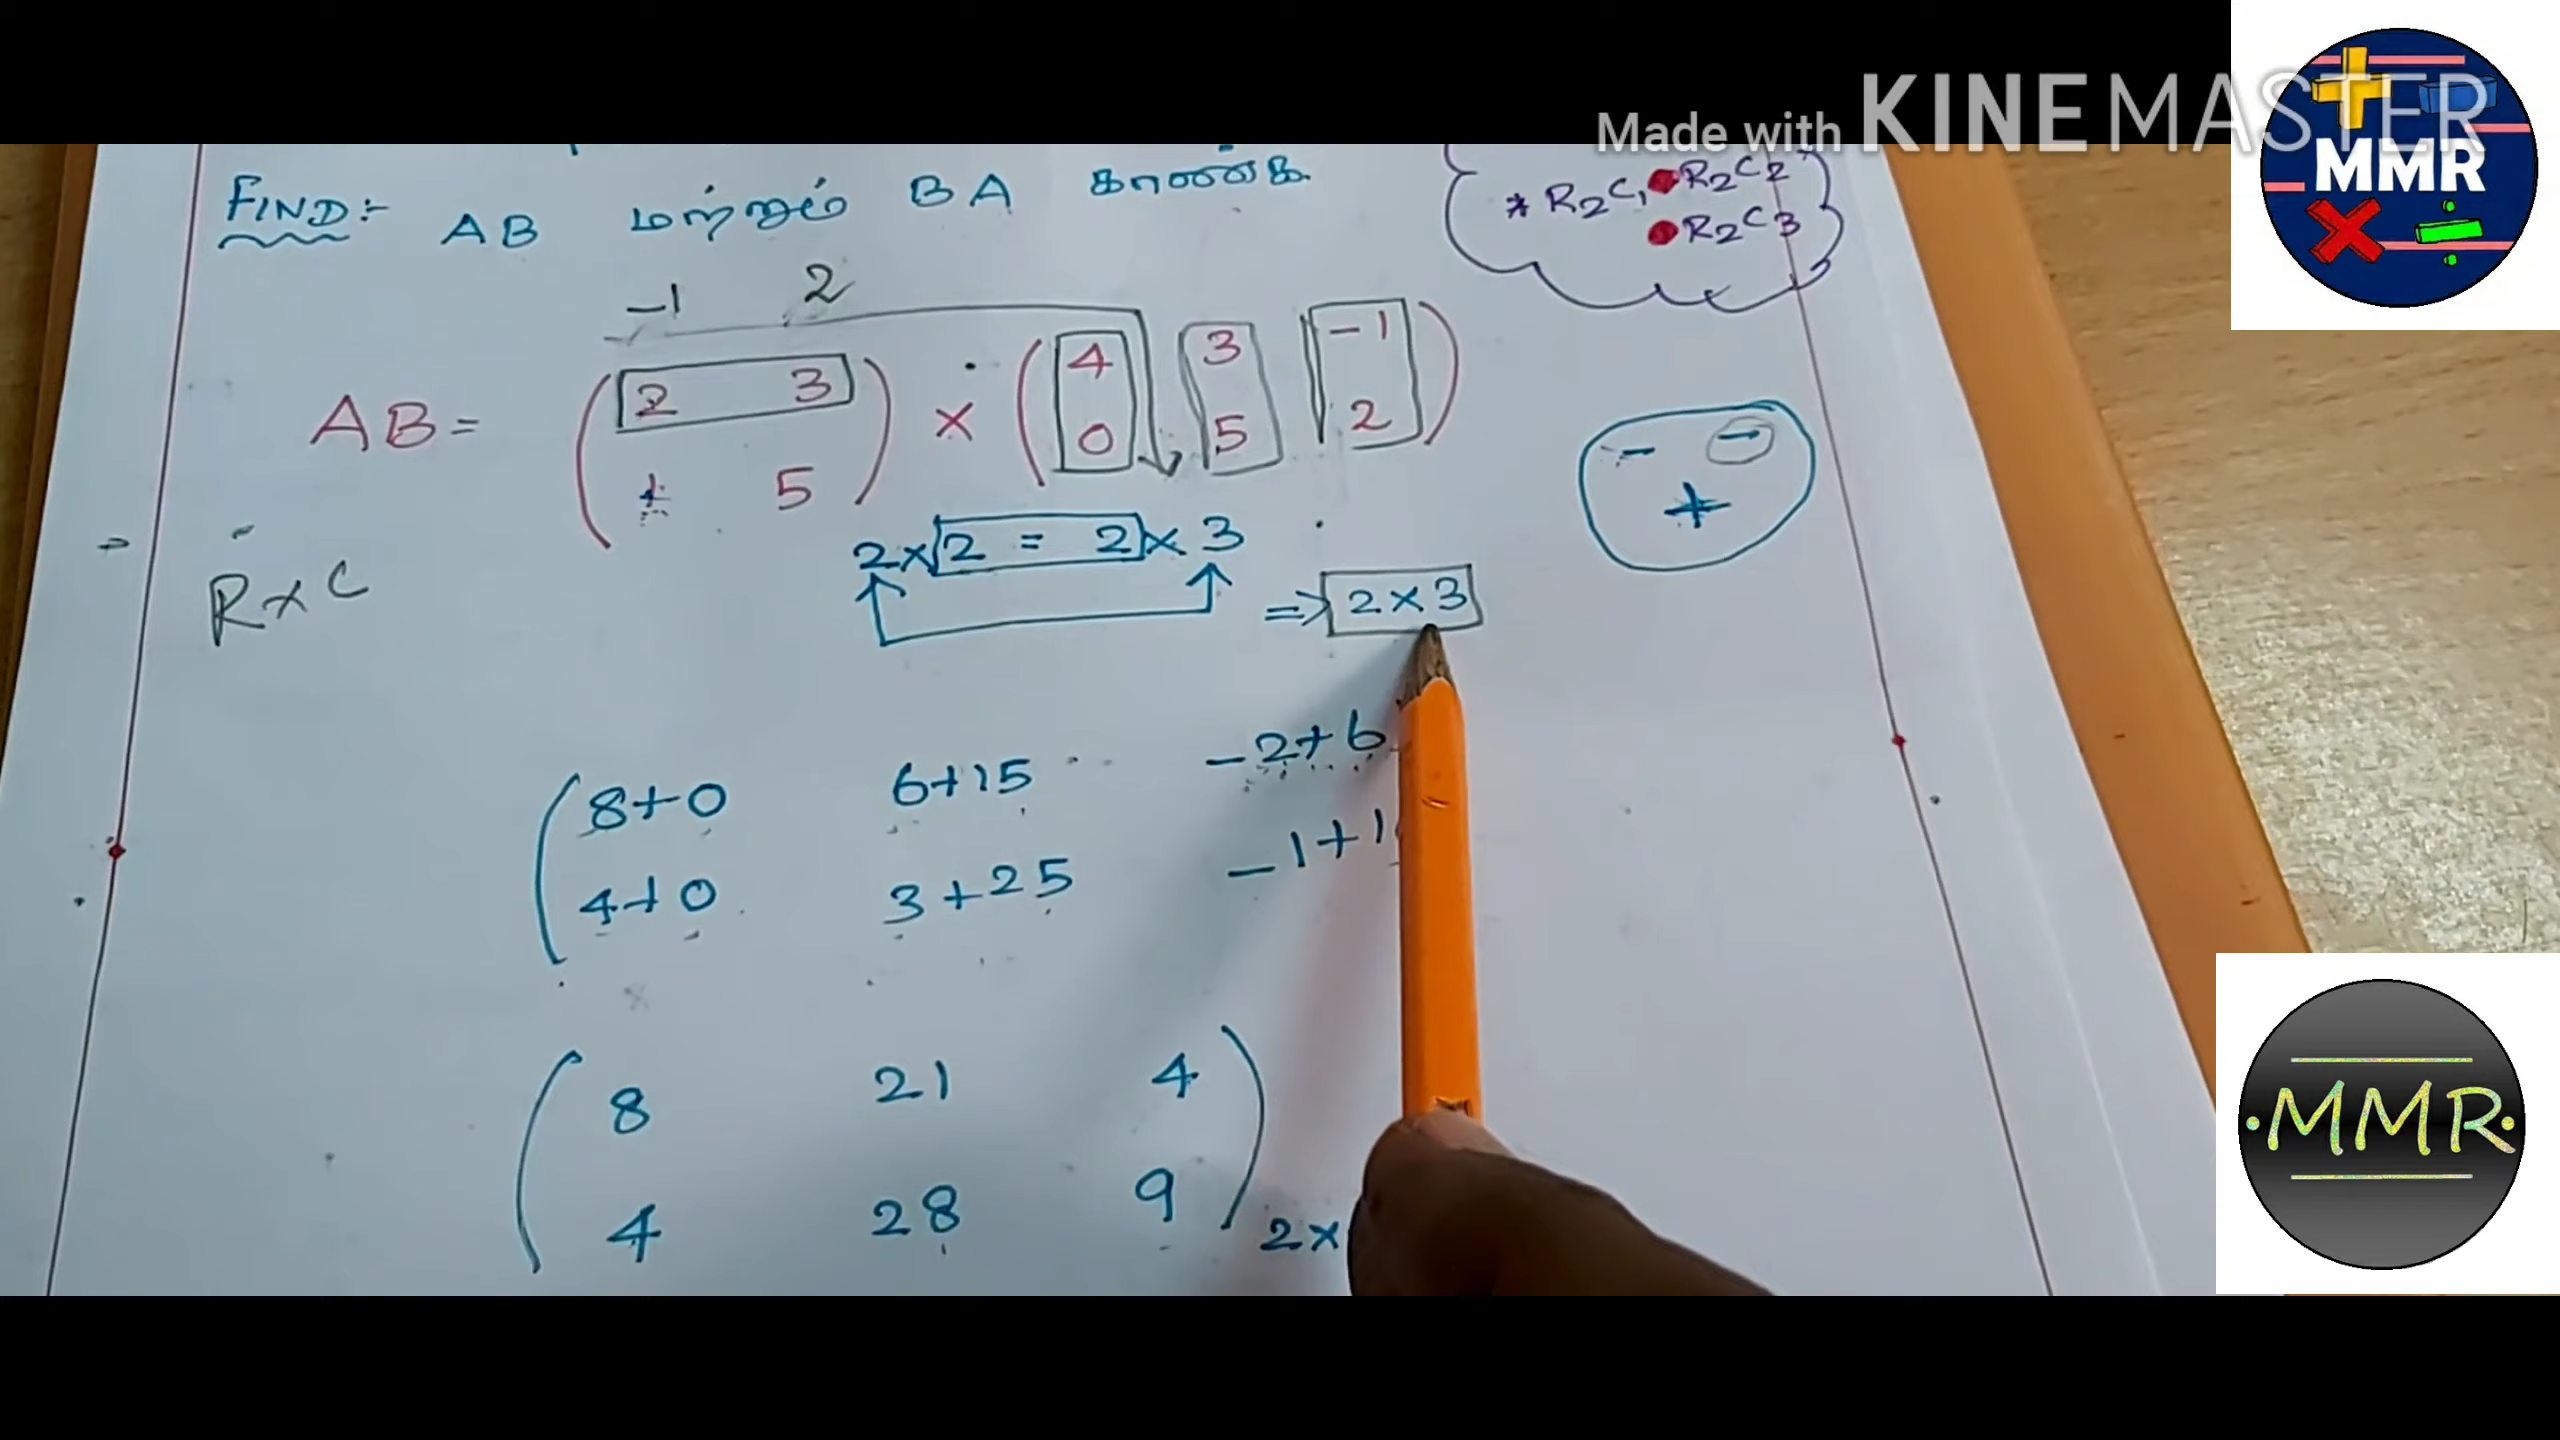 Made with KINEMASTER
MMR
FIND:- AB மற்றும் BA காண்க
* R2C1 R2C2
R2C3
-1 2
AB = ( 2 3 ) × ( 4 3 -1 )
1 5 0 5 2
- -
+
2 × 2 = 2 × 3
R × C
=> 2 × 3
( 8+0 6+15 -2+6
4+0 3+25 -1+1
( 8 21 4 )
4 28 9 2×
MMR